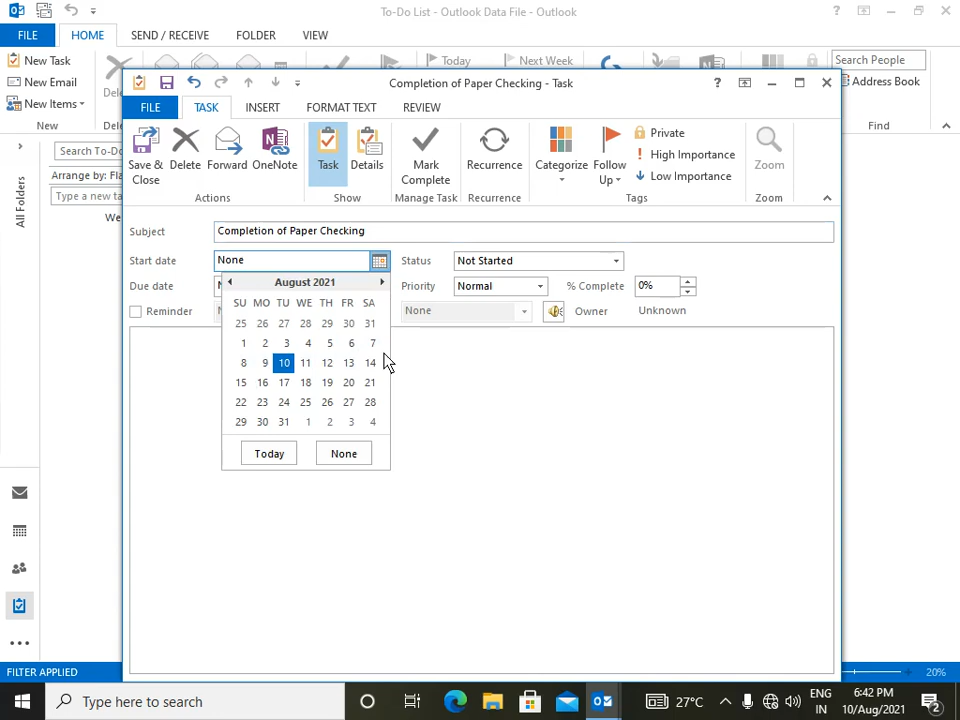 To-Do List - Outlook Data File - Outlook
FILE HOME SEND / RECEIVE FOLDER VIEW
New Task
New Email
New Items
New
Today Next Week
Search People
Address Book
Find
Completion of Paper Checking - Task
FILE TASK INSERT FORMAT TEXT REVIEW
Save & Close
Delete
Forward
OneNote
Task
Details
Mark Complete
Recurrence
Categorize
Follow Up
Private
High Importance
Low Importance
Zoom
Actions Show Manage Task Recurrence Tags Zoom
All Folders
Search To-Do
Arrange by: Fla
Type a new ta
We
Subject Completion of Paper Checking
Start date None Status Not Started
Due date Priority Normal % Complete 0%
Reminder None Owner Unknown
August 2021
SU MO TU WE TH FR SA
25 26 27 28 29 30 31
1 2 3 4 5 6 7
8 9 10 11 12 13 14
15 16 17 18 19 20 21
22 23 24 25 26 27 28
29 30 31 1 2 3 4
Today None
FILTER APPLIED 20%
Type here to search
27°C
ENG
IN
6:42 PM
10/Aug/2021
2